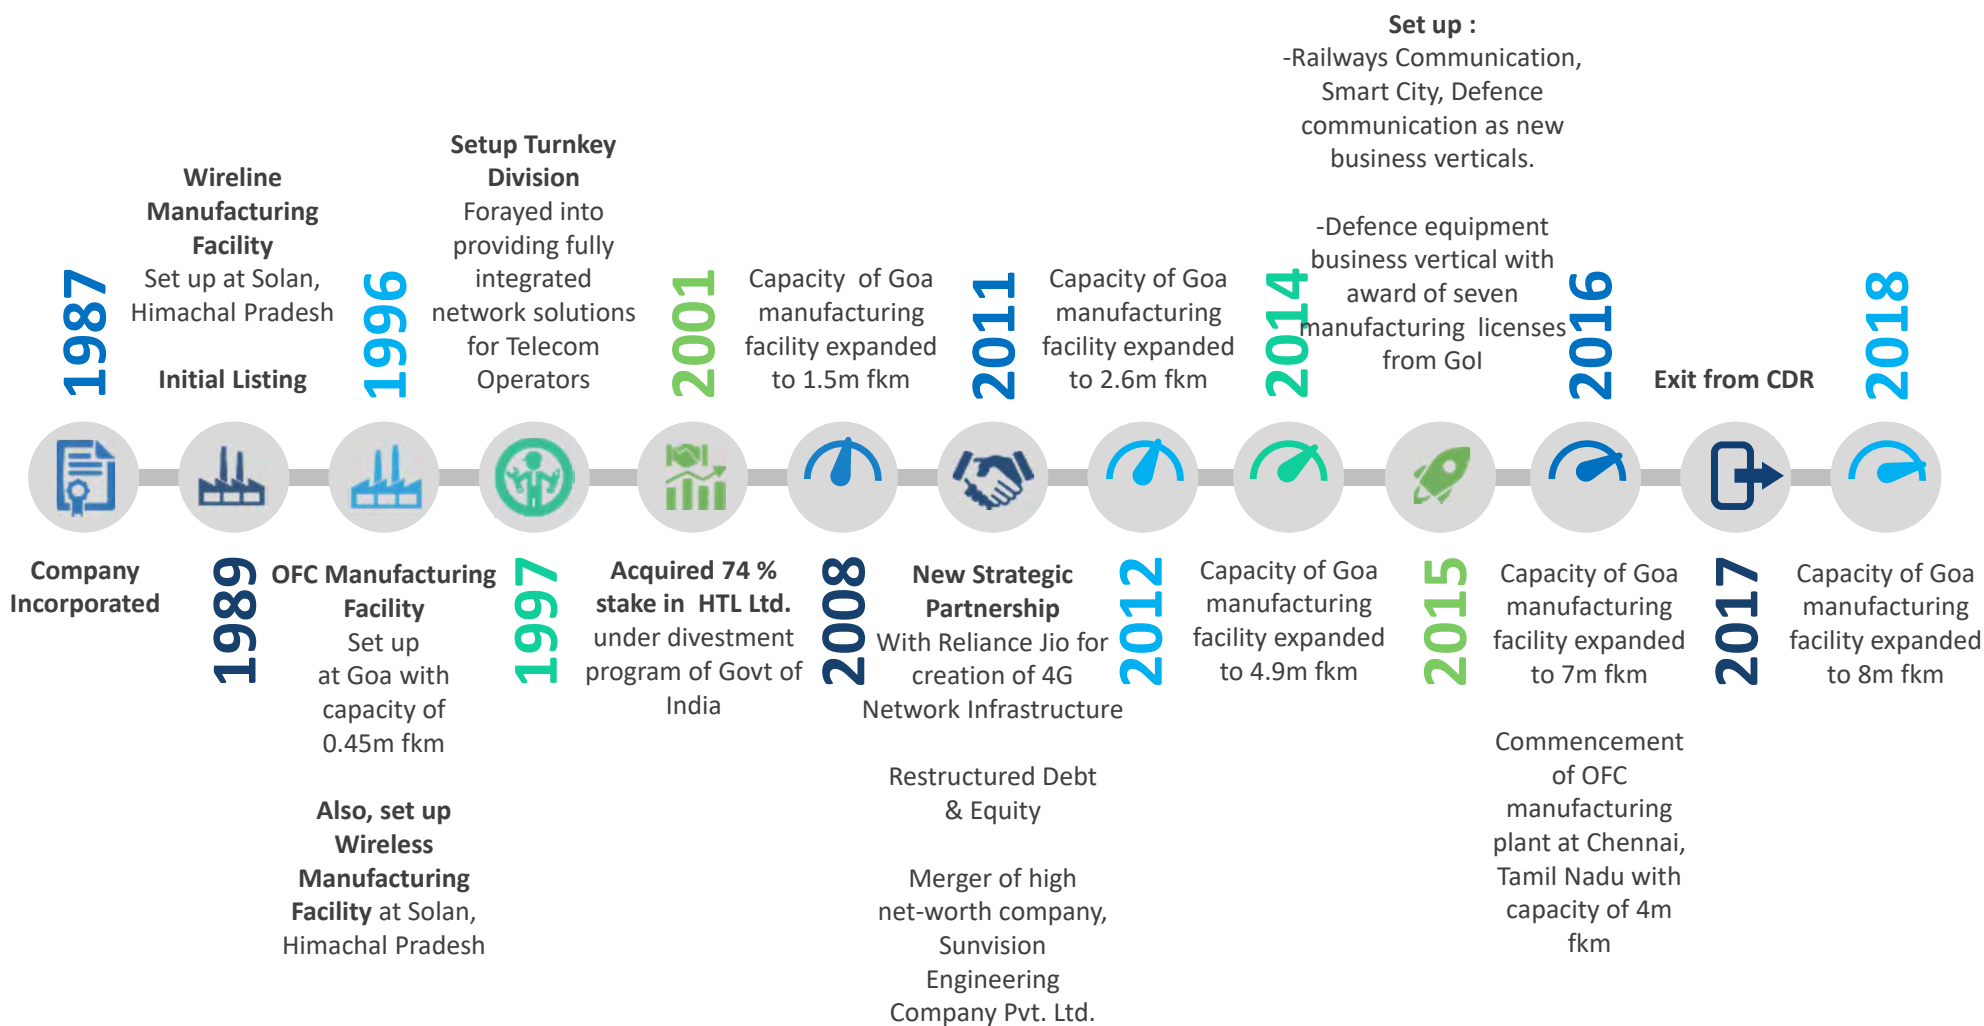 1987
Company
Incorporated
Wireline
Manufacturing
Facility
Set up at Solan,
Himachal Pradesh
Initial Listing
1989
1996
OFC Manufacturing
Facility
Set up
at Goa with
capacity of
0.45m fkm
Also, set up
Wireless
Manufacturing
Facility at Solan,
Himachal Pradesh
Setup Turnkey
Division
Forayed into
providing fully
integrated
network solutions
for Telecom
Operators
1997
2001
Acquired 74 %
stake in HTL Ltd.
under divestment
program of Govt of
India
Capacity of Goa
manufacturing
facility expanded
to 1.5m fkm
2008
2011
New Strategic
Partnership
With Reliance Jio for
creation of 4G
Network Infrastructure
Restructured Debt
& Equity
Merger of high
net-worth company,
Sunvision
Engineering
Company Pvt. Ltd.
Capacity of Goa
manufacturing
facility expanded
to 2.6m fkm
2012
2014
Capacity of Goa
manufacturing
facility expanded
to 4.9m fkm
Set up :
-Railways Communication,
Smart City, Defence
communication as new
business verticals.
-Defence equipment
business vertical with
award of seven
manufacturing licenses
from GoI
2015
2016
Capacity of Goa
manufacturing
facility expanded
to 7m fkm
Commencement
of OFC
manufacturing
plant at Chennai,
Tamil Nadu with
capacity of 4m
fkm
Exit from CDR
2017
2018
Capacity of Goa
manufacturing
facility expanded
to 8m fkm